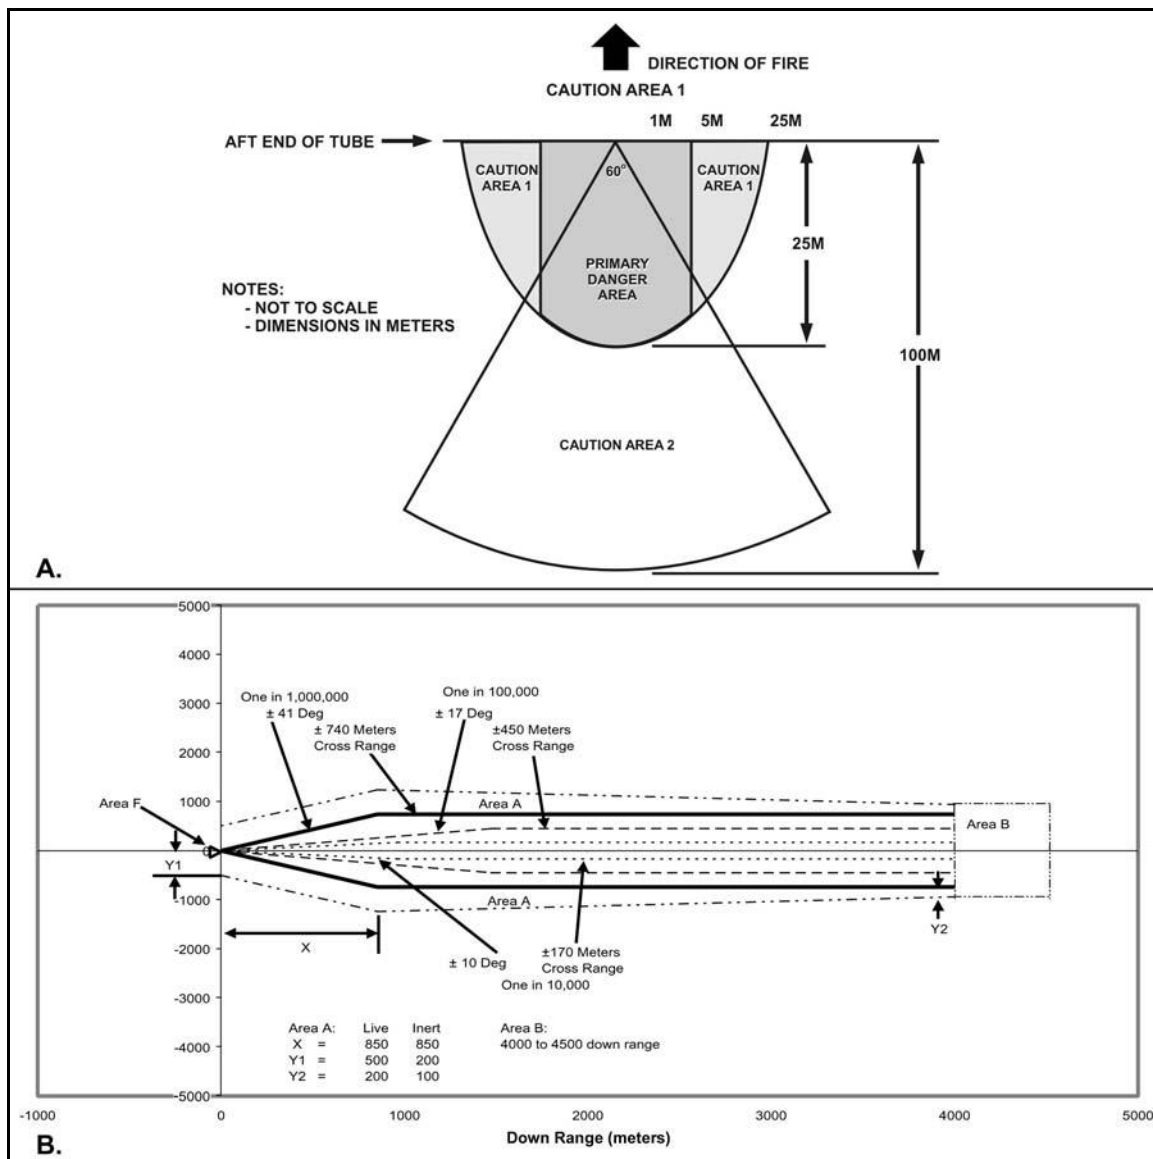 DIRECTION OF FIRE
CAUTION AREA 1
1M 5M 25M
AFT END OF TUBE
CAUTION
AREA 1
60°
CAUTION
AREA 1
25M
PRIMARY
DANGER
AREA
NOTES:
- NOT TO SCALE
- DIMENSIONS IN METERS
100M
CAUTION AREA 2
A.
5000
4000
3000
2000
1000
0
-1000
-2000
-3000
-4000
-5000
One in 1,000,000
± 41 Deg
± 740 Meters
Cross Range
One in 100,000
± 17 Deg
±450 Meters
Cross Range
Area F
Area A
Area B
Y1
Area A
Y2
X
± 10 Deg
±170 Meters
Cross Range
One in 10,000
Area A: Live Inert
X = 850 850
Y1 = 500 200
Y2 = 200 100
Area B:
4000 to 4500 down range
-1000 0 1000 2000 3000 4000 5000
Down Range (meters)
B.